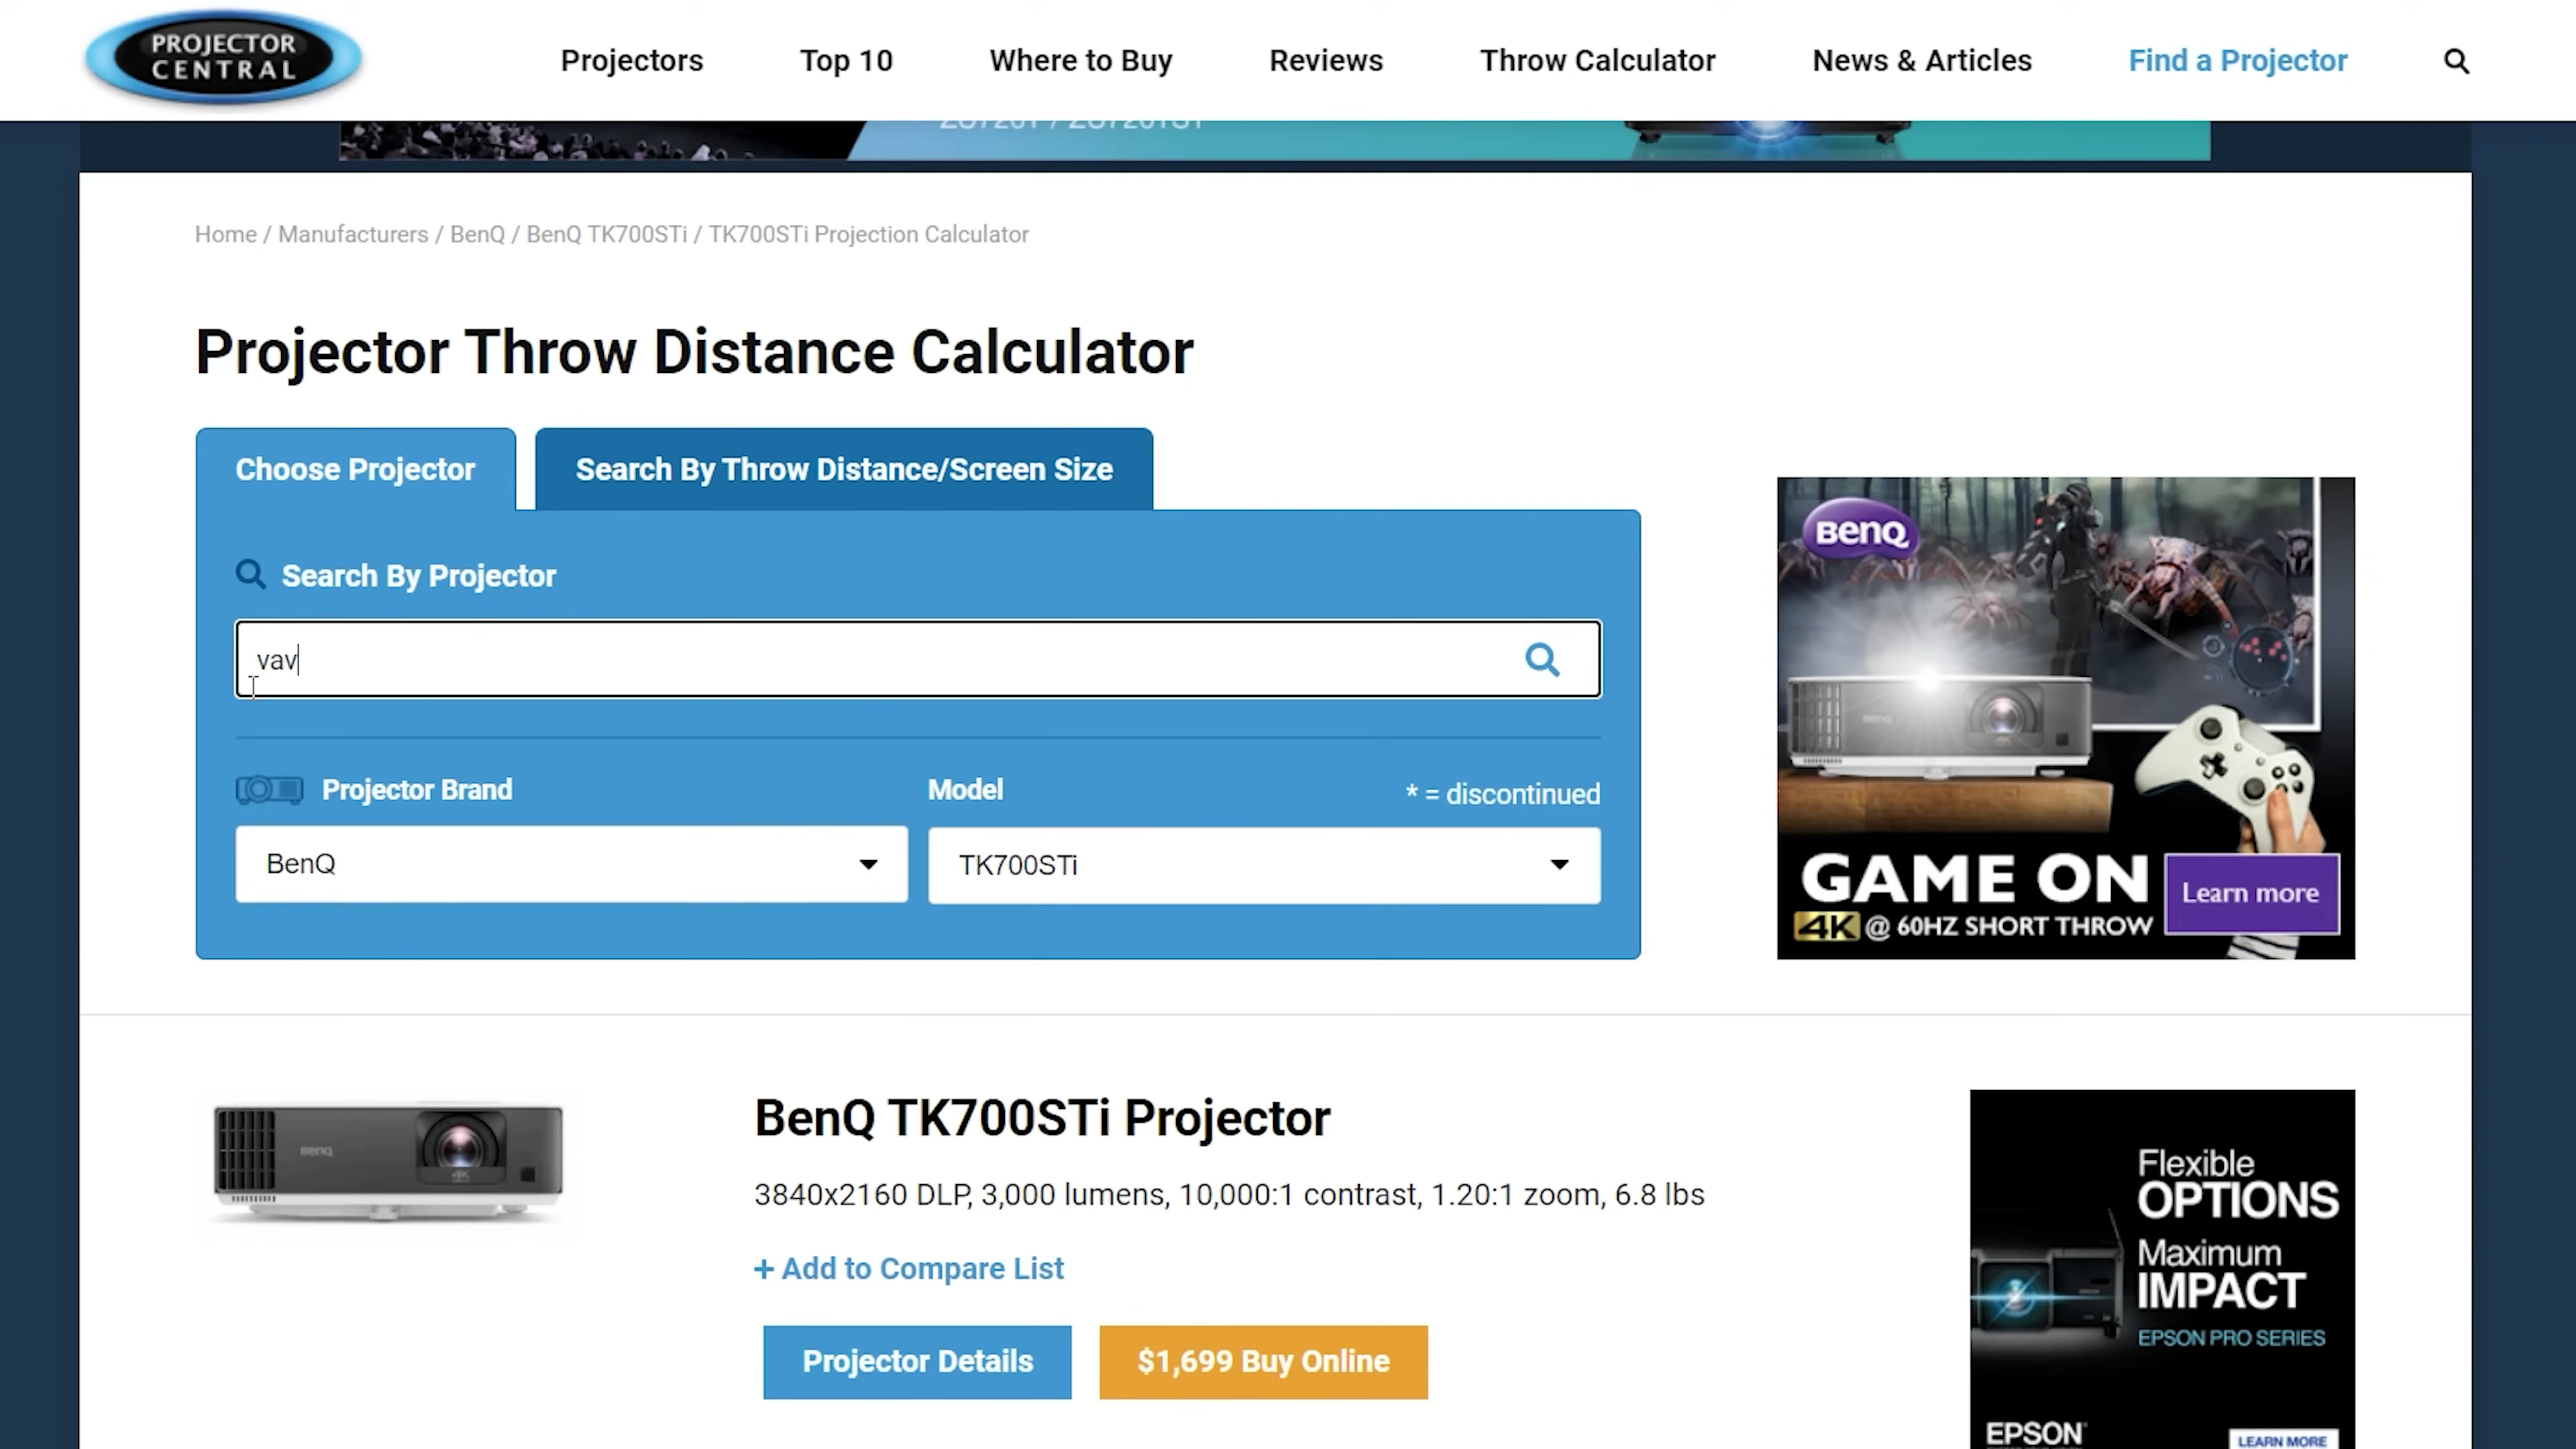 PROJECTOR
CENTRAL
Projectors Top 10 Where to Buy Reviews Throw Calculator News & Articles Find a Projector
Home / Manufacturers / BenQ / BenQ TK700STi / TK700STi Projection Calculator
Projector Throw Distance Calculator
Choose Projector Search By Throw Distance/Screen Size
Search By Projector
vav
Projector Brand Model * = discontinued
BenQ TK700STi
BenQ
GAME ON
4K @ 60HZ SHORT THROW
Learn more
BenQ
4K
BenQ TK700STi Projector
3840x2160 DLP, 3,000 lumens, 10,000:1 contrast, 1.20:1 zoom, 6.8 lbs
+ Add to Compare List
Projector Details $1,699 Buy Online
Flexible
OPTIONS
Maximum
IMPACT
EPSON PRO SERIES
EPSON
LEARN MORE